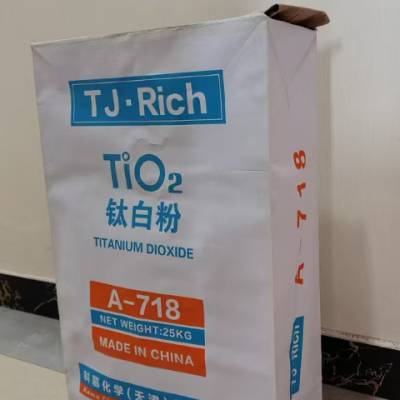 TJ·Rich
TiO2
钛白粉
TITANIUM DIOXIDE
A-718
NET WEIGHT:25KG
MADE IN CHINA
A-718
TJ·Rich